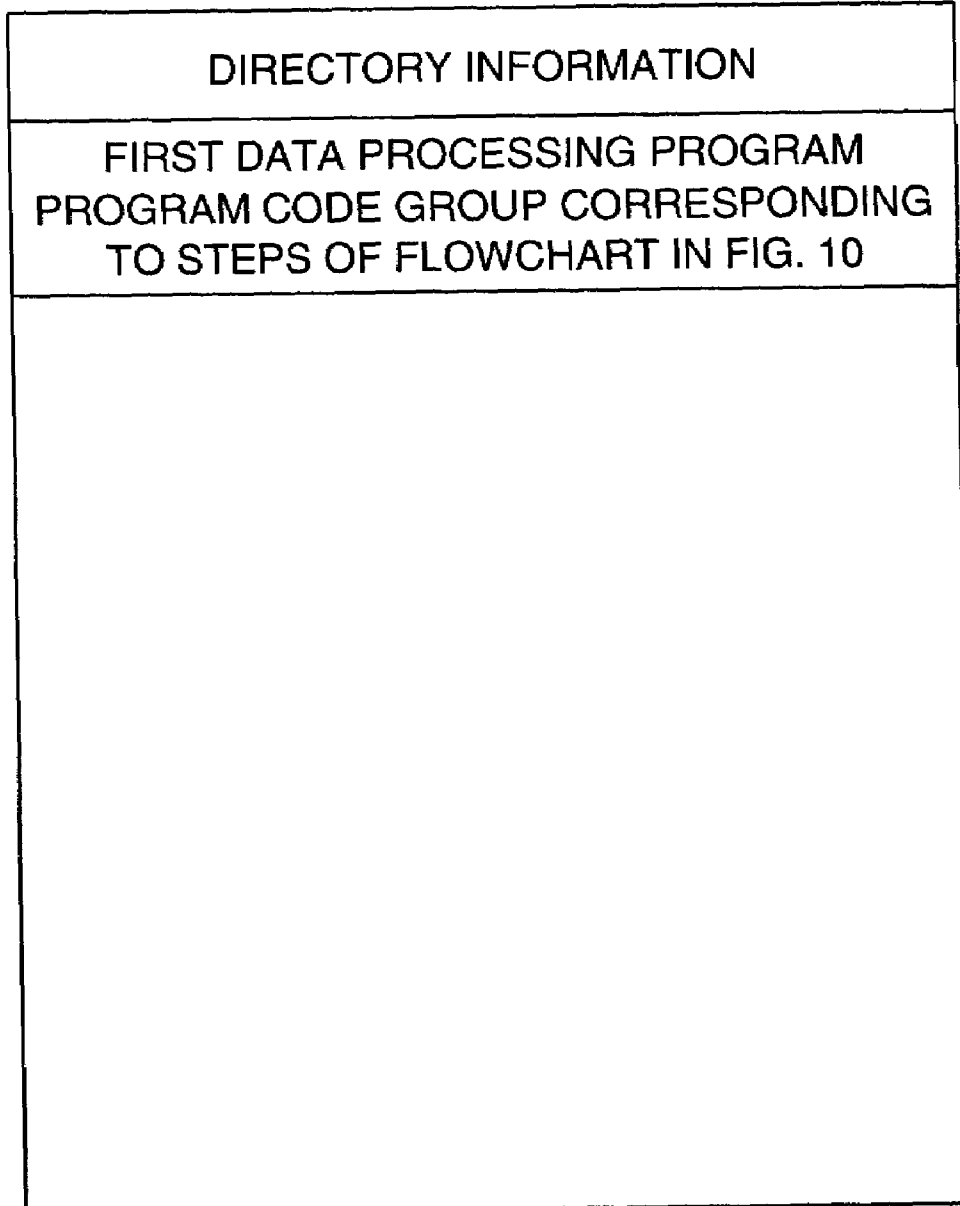 DIRECTORY INFORMATION
FIRST DATA PROCESSING PROGRAM
PROGRAM CODE GROUP CORRESPONDING
TO STEPS OF FLOWCHART IN FIG. 10